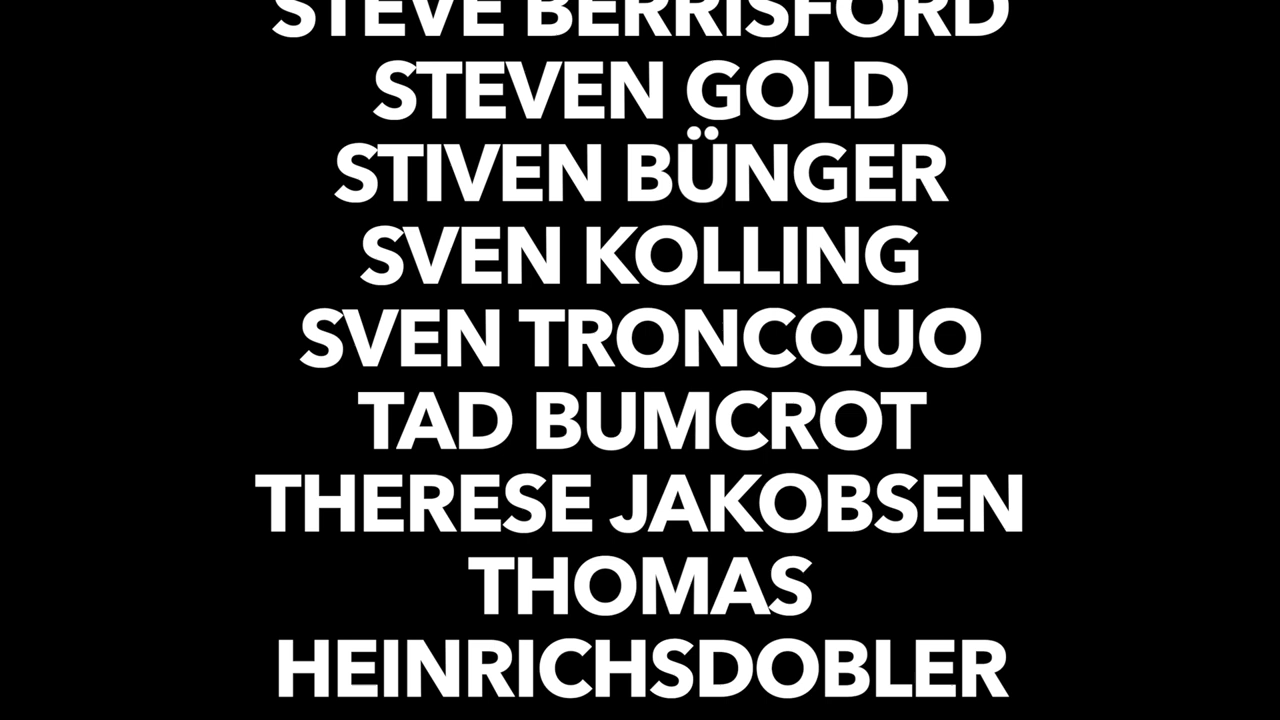 STEVE BERRISFORD
STEVEN GOLD
STIVEN BÜNGER
SVEN KOLLING
SVEN TRONCQUO
TAD BUMCROT
THERESE JAKOBSEN
THOMAS
HEINRICHSDOBLER